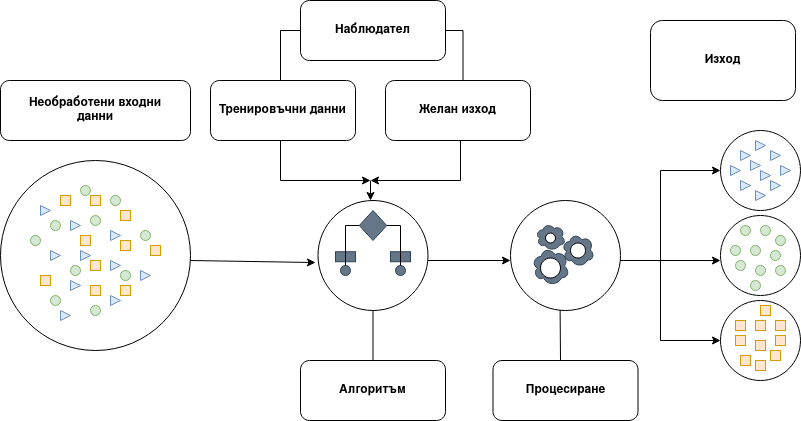 Наблюдател
Изход
Необработени входни
данни
Тренировъчни данни
Желан изход
Алгоритъм
Процесиране